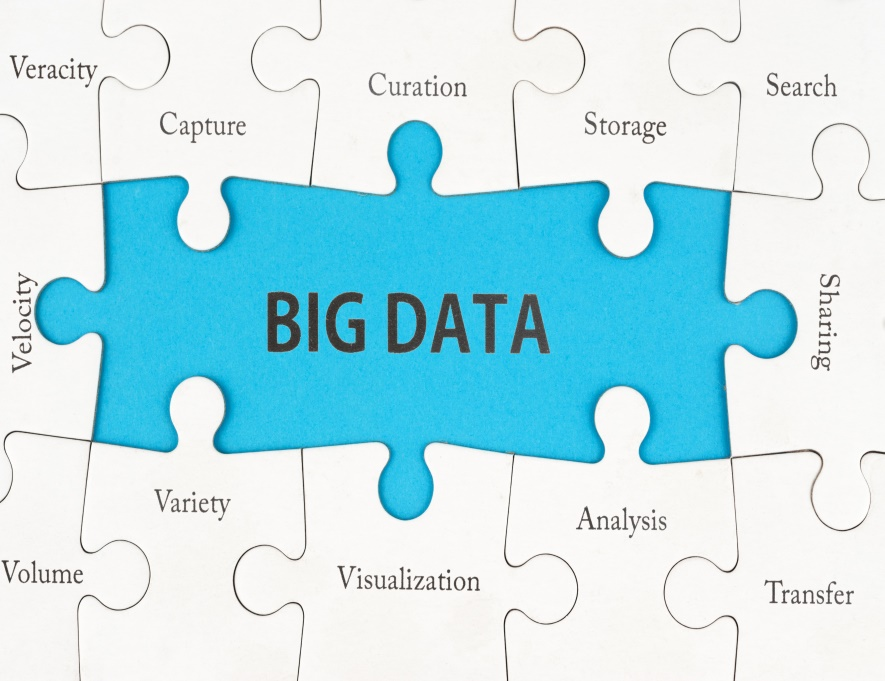 Veracity
Capture
Curation
Storage
Search
Velocity
BIG DATA
Sharing
Variety
Analysis
Volume
Visualization
Transfer